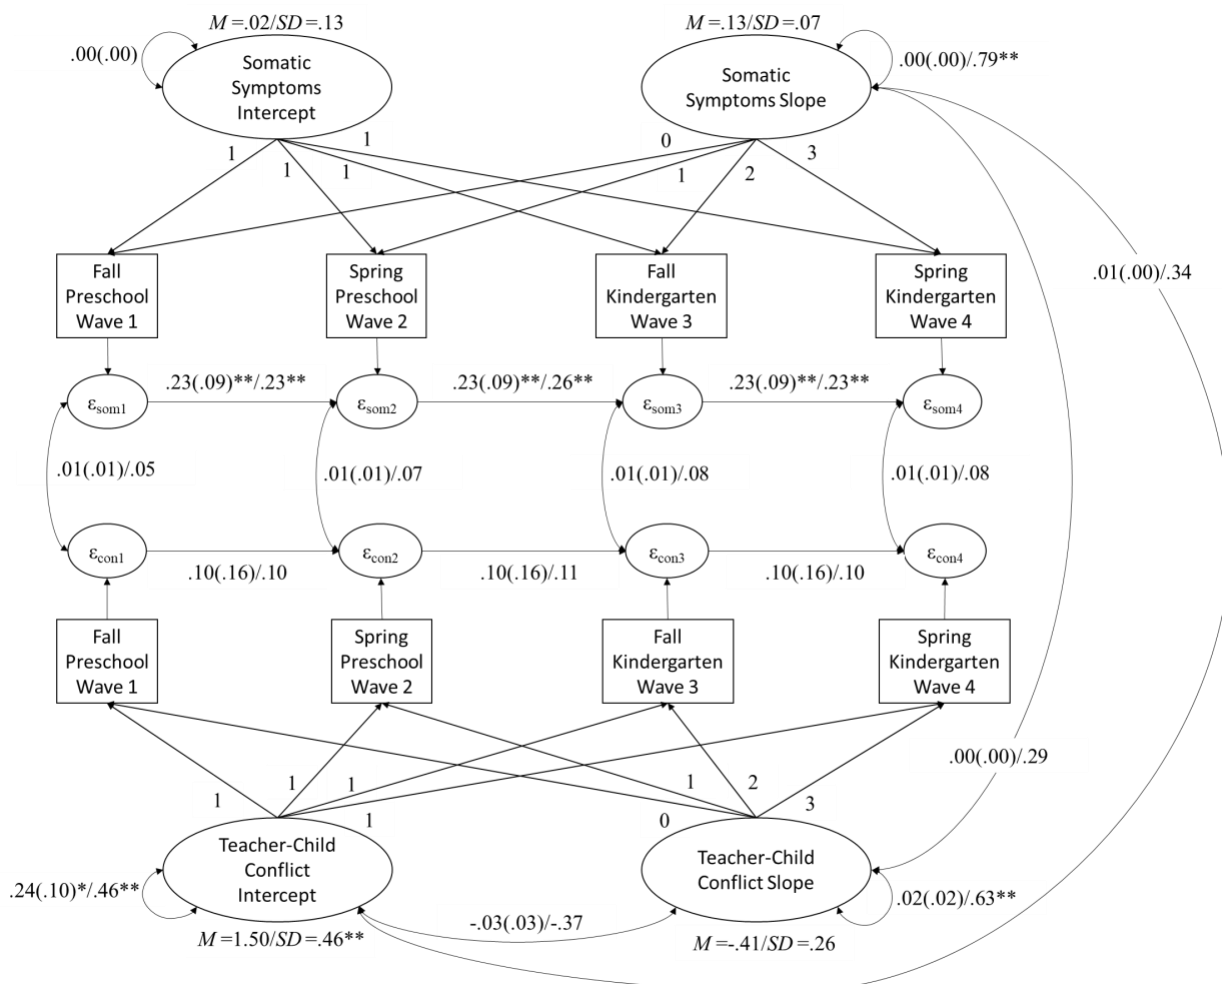 M =.02/SD =.13
M =.13/SD =.07
.00(.00)
Somatic
Symptoms
Intercept
Somatic
Symptoms Slope
.00(.00)/.79**
1
1
1
1
0
1
2
3
Fall
Preschool
Wave 1
Spring
Preschool
Wave 2
Fall
Kindergarten
Wave 3
Spring
Kindergarten
Wave 4
.01(.00)/.34
εsom1
.23(.09)**/.23**
εsom2
.23(.09)**/.26**
εsom3
.23(.09)**/.23**
εsom4
.01(.01)/.05
.01(.01)/.07
.01(.01)/.08
.01(.01)/.08
εcon1
.10(.16)/.10
εcon2
.10(.16)/.11
εcon3
.10(.16)/.10
εcon4
Fall
Preschool
Wave 1
Spring
Preschool
Wave 2
Fall
Kindergarten
Wave 3
Spring
Kindergarten
Wave 4
.00(.00)/.29
1
1
1
1
0
1
2
3
Teacher-Child
Conflict
Intercept
Teacher-Child
Conflict Slope
.24(.10)*/.46**
.02(.02)/.63**
-.03(.03)/-.37
M =1.50/SD =.46**
M =-.41/SD =.26